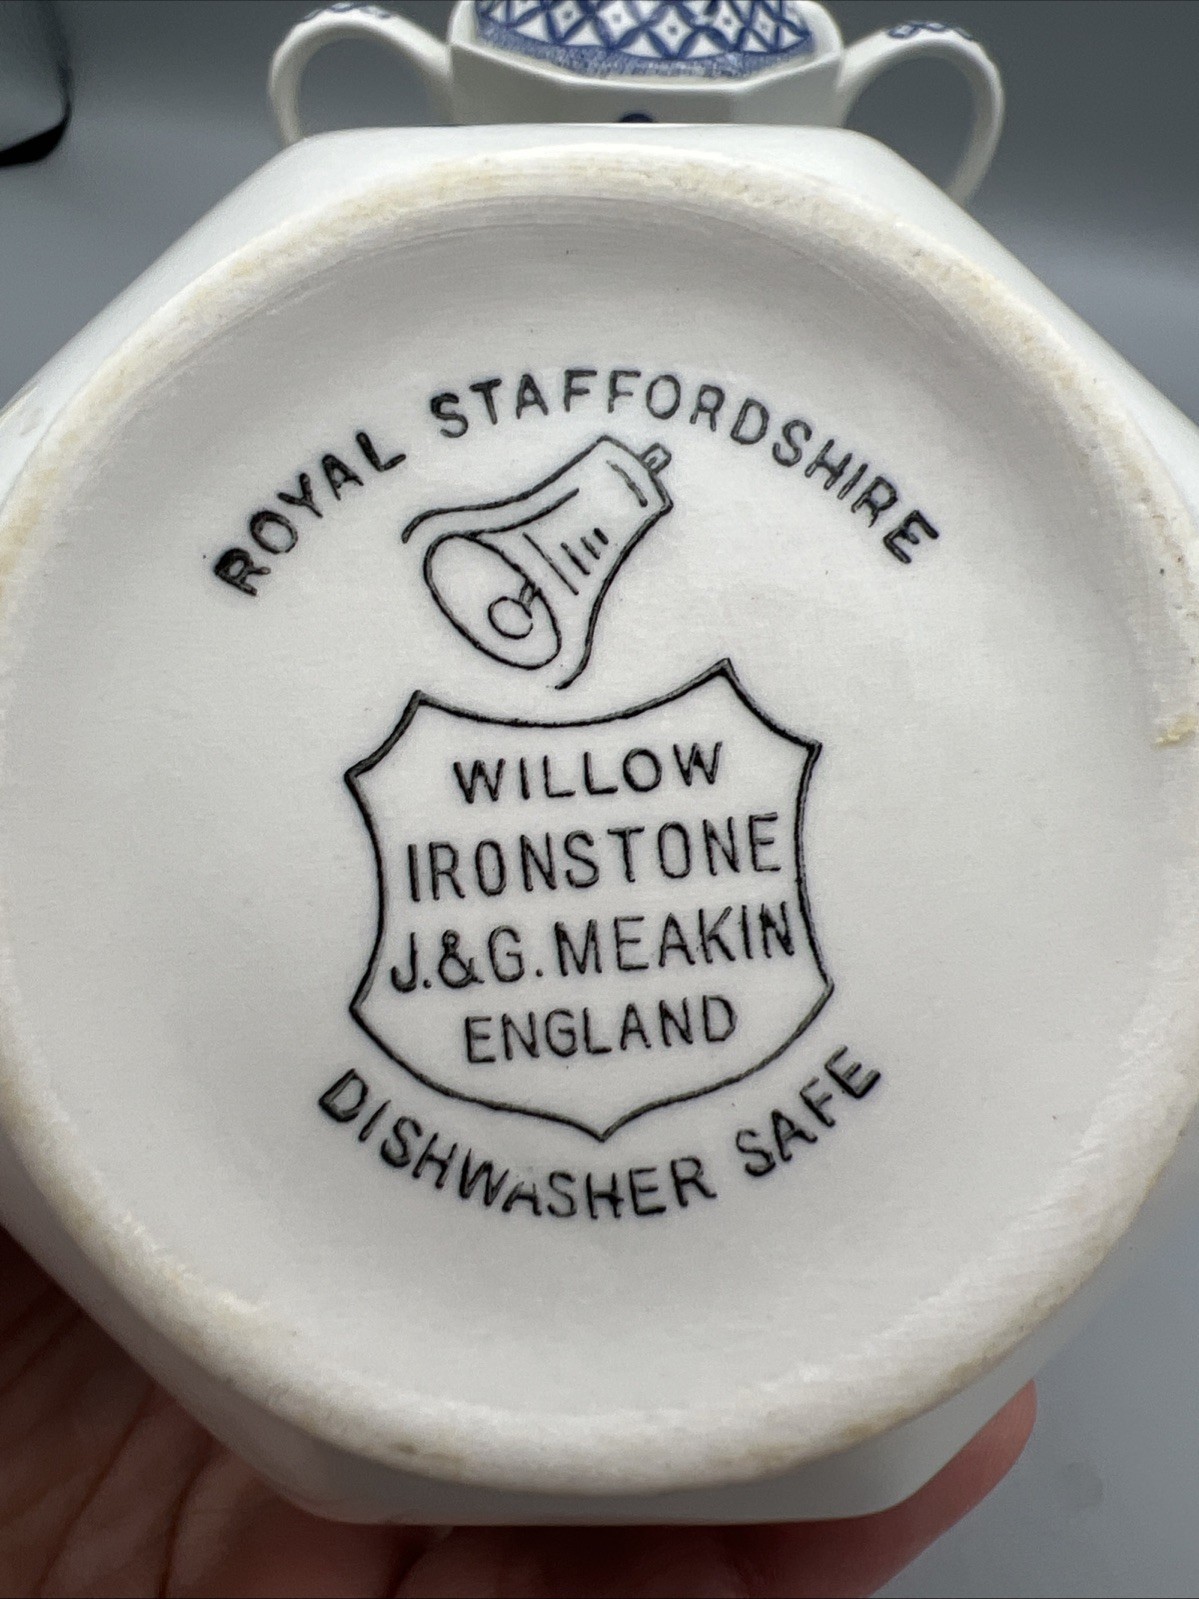 ROYAL STAFFORDSHIRE
WILLOW
IRONSTONE
J.&G. MEAKIN
ENGLAND
DISHWASHER SAFE